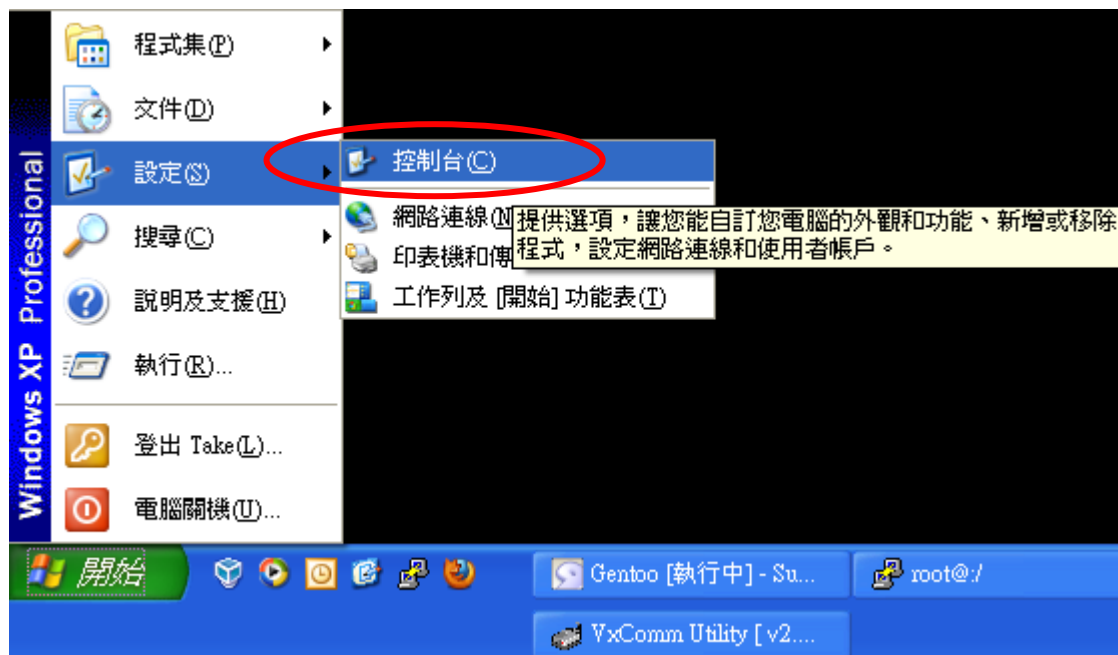 Windows XP Professional
程式集(P)
文件(D)
設定(S)
搜尋(C)
說明及支援(H)
執行(R)...
登出 Take(L)...
電腦關機(U)...
控制台(C)
網路連線(N
印表機和傳
工作列及 [開始] 功能表(T)
提供選項，讓您能自訂您電腦的外觀和功能、新增或移除
程式，設定網路連線和使用者帳戶。
開始
Gentoo [執行中] - Su...
root@:/
VxComm Utility [ v2....